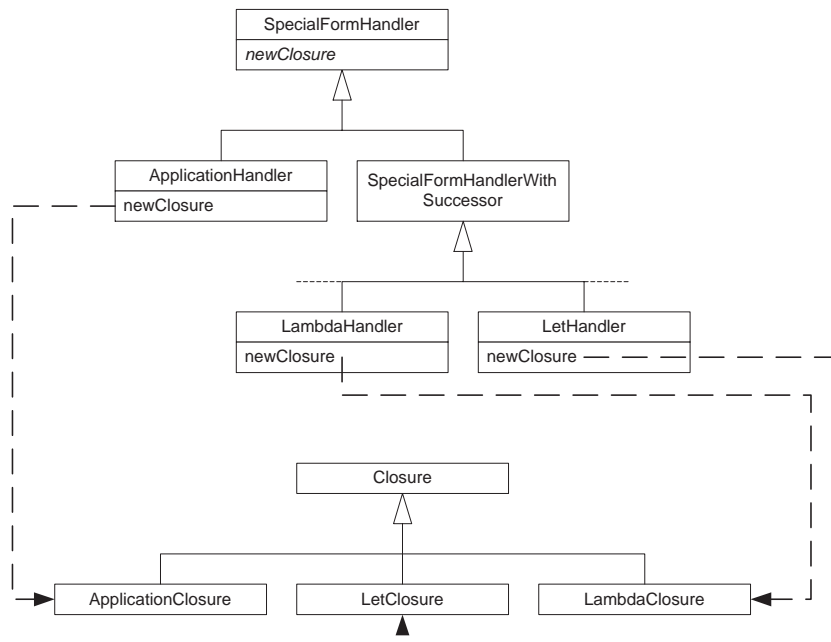 SpecialFormHandler
newClosure
ApplicationHandler
newClosure
SpecialFormHandlerWith
Successor
LambdaHandler
newClosure
LetHandler
newClosure
Closure
ApplicationClosure
LetClosure
LambdaClosure